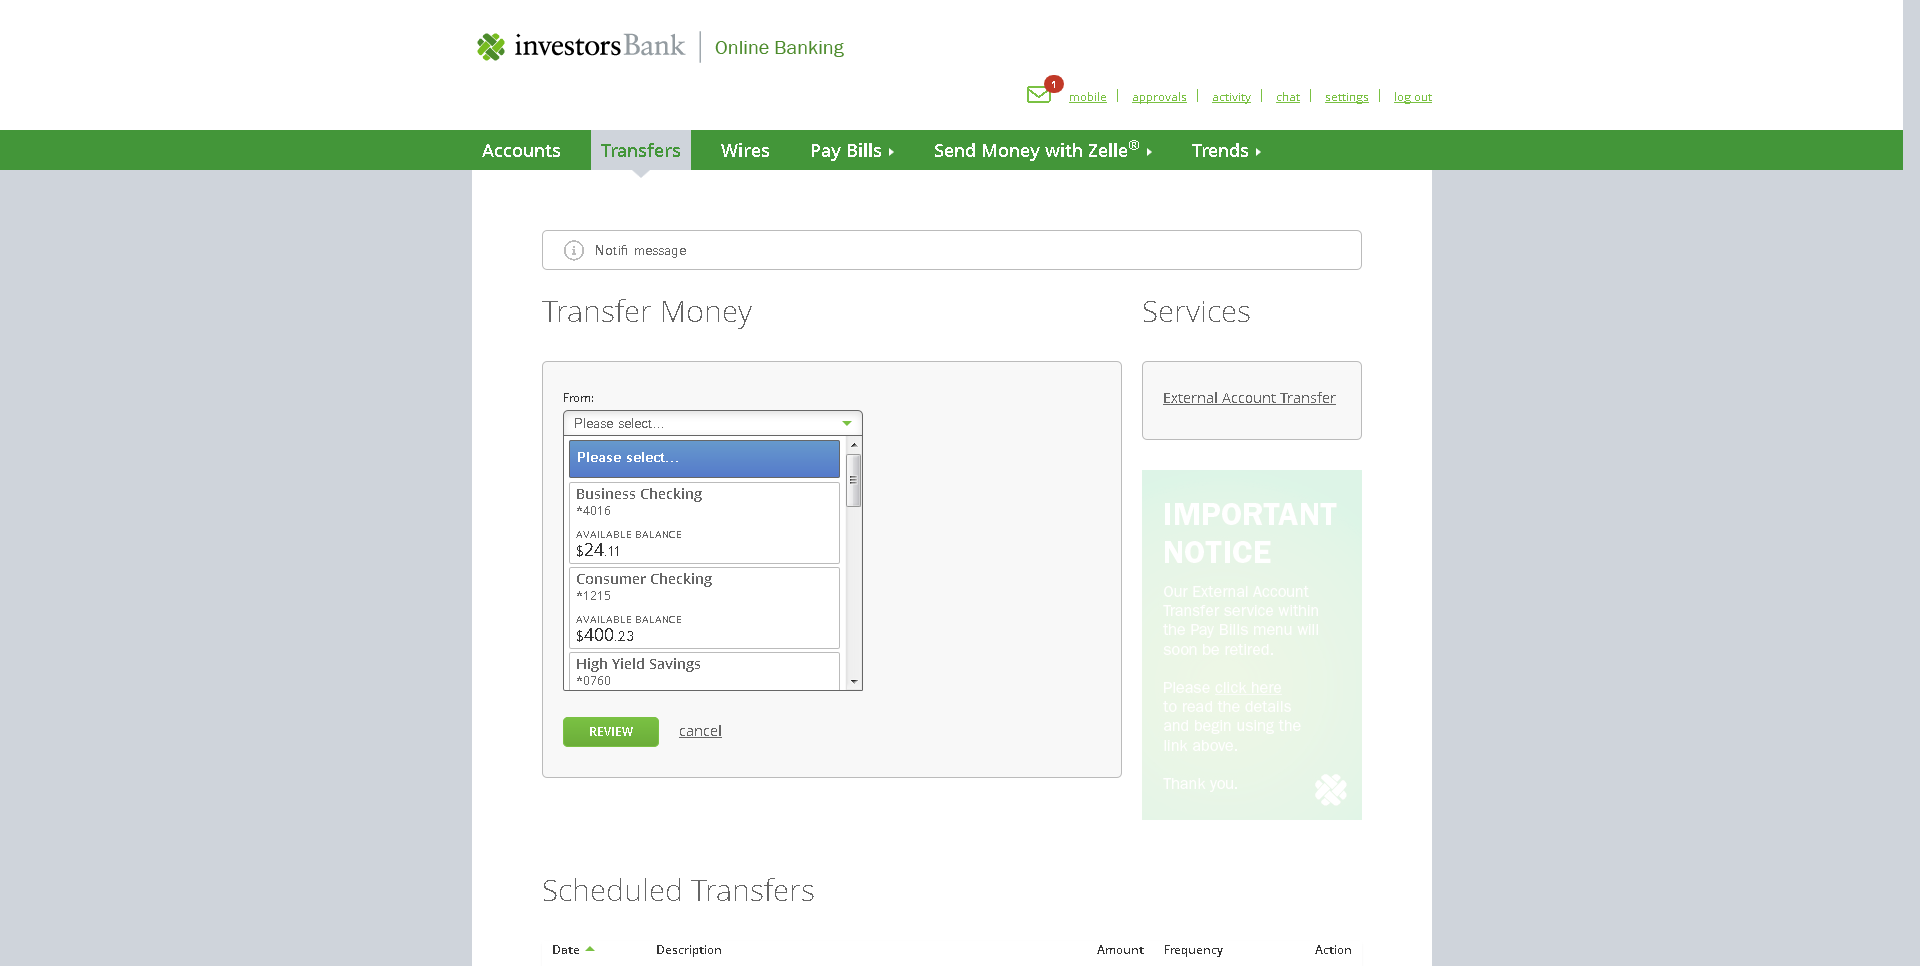 investorsBank | Online Banking
1
mobile | approvals | activity | chat | settings | log out
Accounts Transfers Wires Pay Bills Send Money with Zelle® Trends
Notifi message
Transfer Money
Services
From:
Please select...
Please select...
Business Checking
*4016
AVAILABLE BALANCE
$24.11
Consumer Checking
*1215
AVAILABLE BALANCE
$400.23
High Yield Savings
*0760
REVIEW cancel
External Account Transfer
IMPORTANT
NOTICE
Our External Account
Transfer service within
the Pay Bills menu will
soon be retired.
Please click here
to read the details
and begin using the
link above.
Thank you.
Scheduled Transfers
Date Description Amount Frequency Action